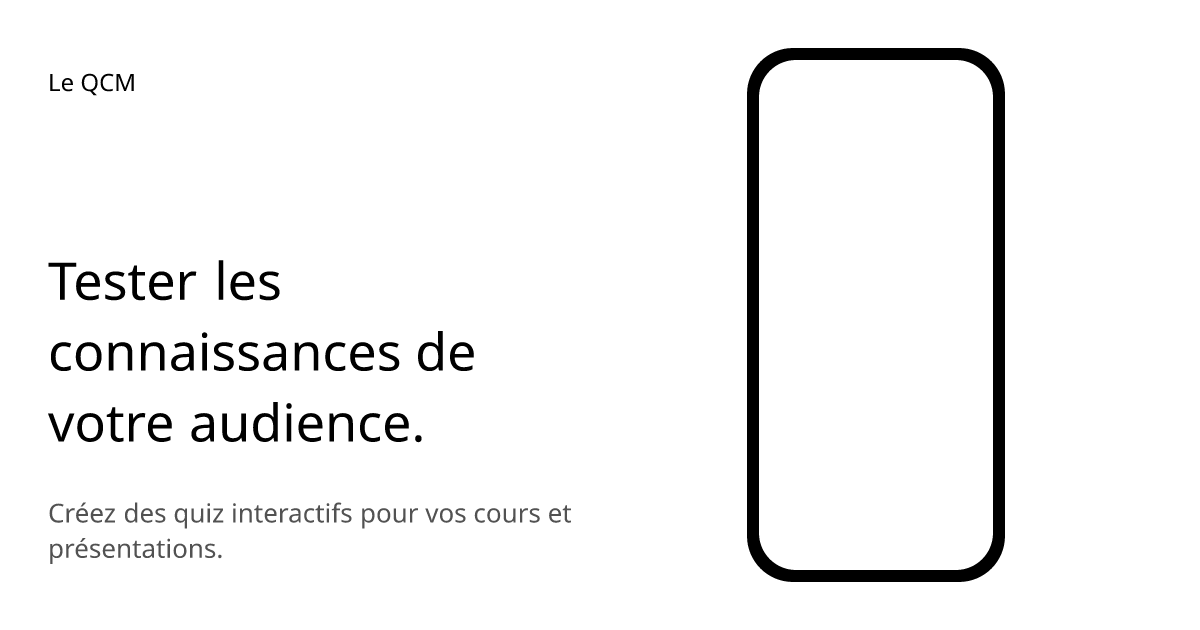 Le QCM
Tester les
connaissances de
votre audience.
Créez des quiz interactifs pour vos cours et
présentations.